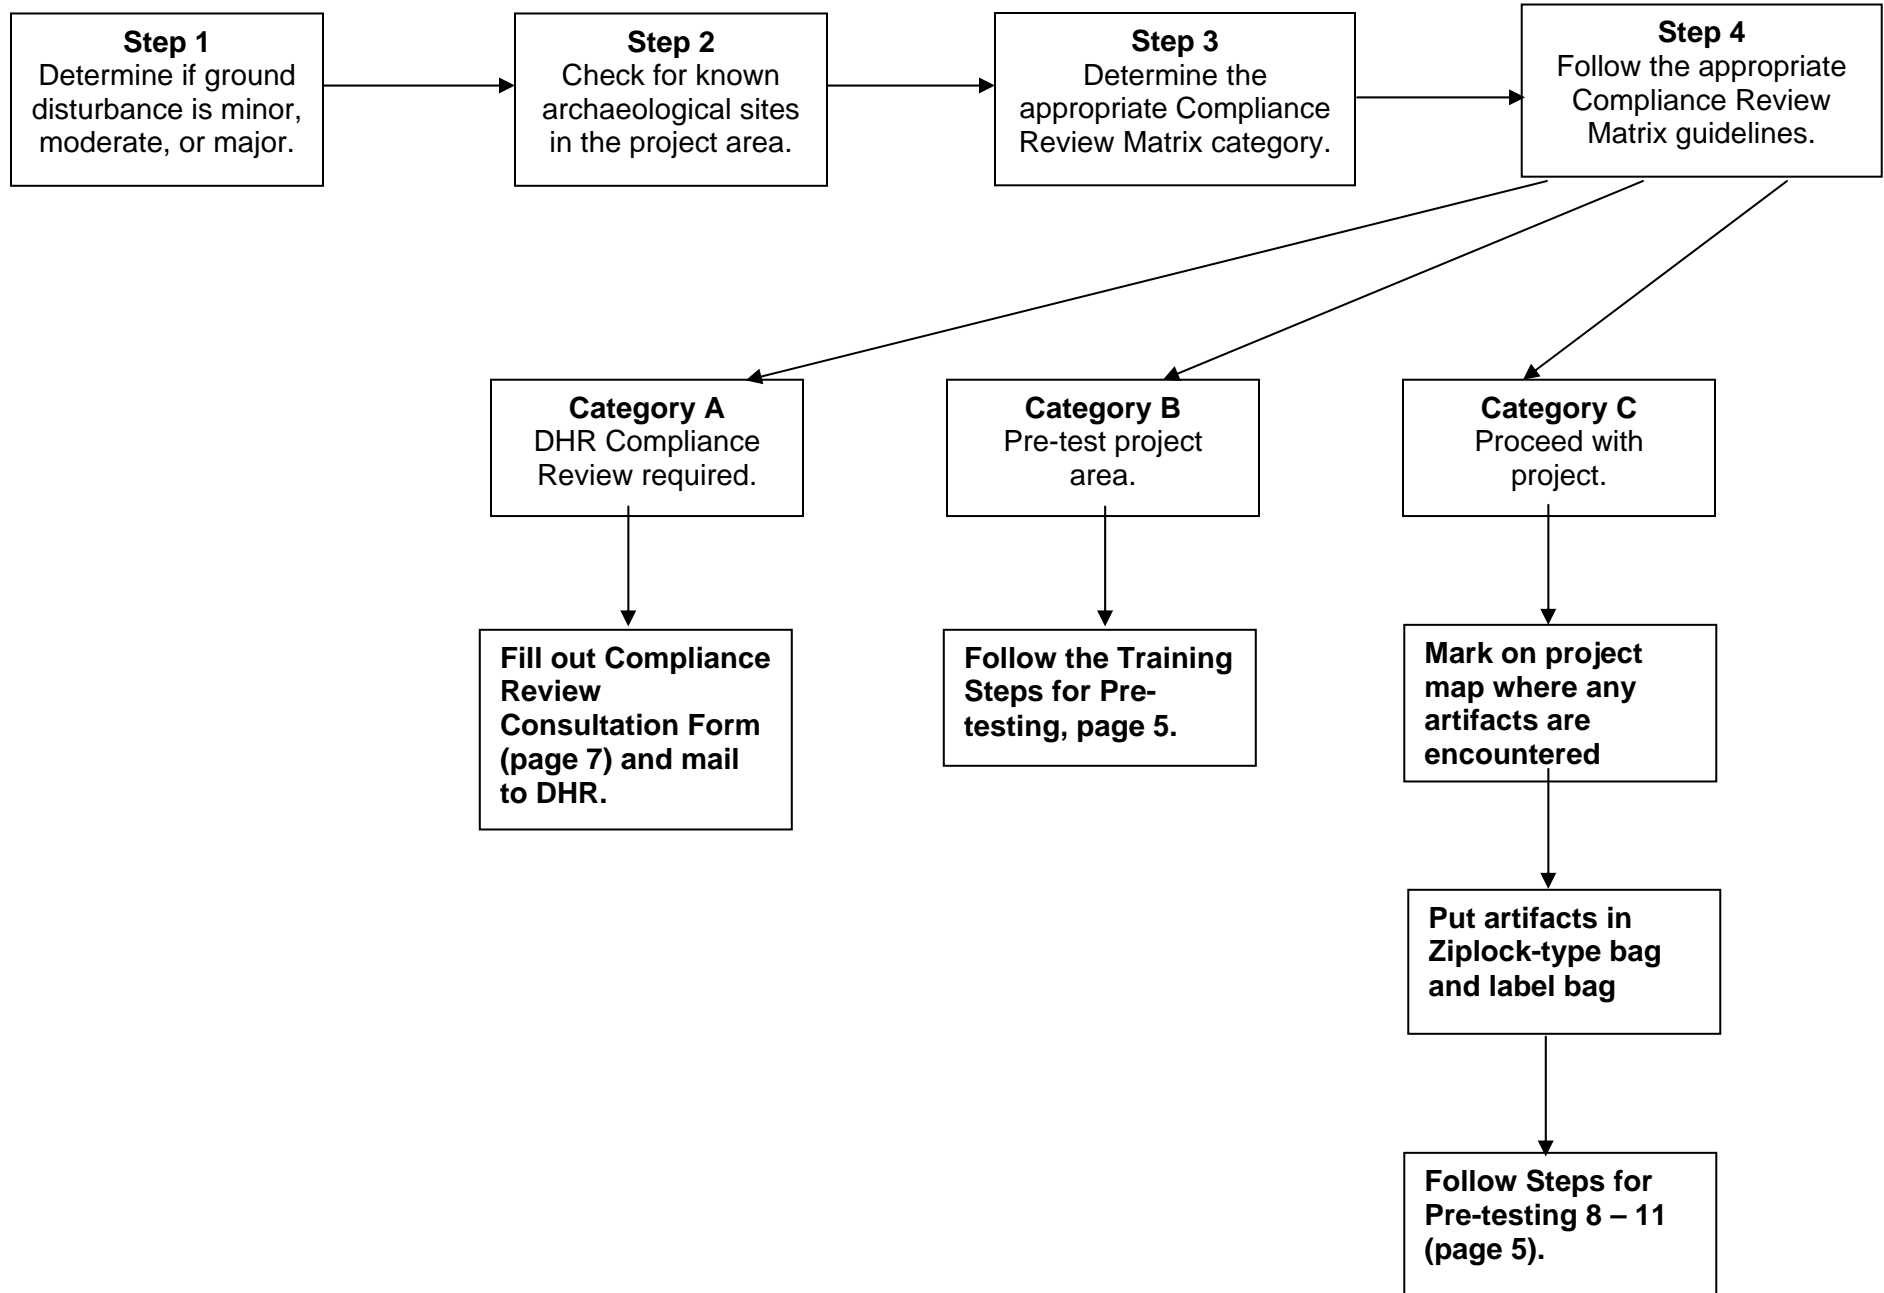 Step 1
Determine if ground
disturbance is minor,
moderate, or major.
Step 2
Check for known
archaeological sites
in the project area.
Step 3
Determine the
appropriate Compliance
Review Matrix category.
Step 4
Follow the appropriate
Compliance Review
Matrix guidelines.
Category A
DHR Compliance
Review required.
Category B
Pre-test project
area.
Category C
Proceed with
project.
Fill out Compliance
Review
Consultation Form
(page 7) and mail
to DHR.
Follow the Training
Steps for Pre-
testing, page 5.
Mark on project
map where any
artifacts are
encountered
Put artifacts in
Ziplock-type bag
and label bag
Follow Steps for
Pre-testing 8 – 11
(page 5).